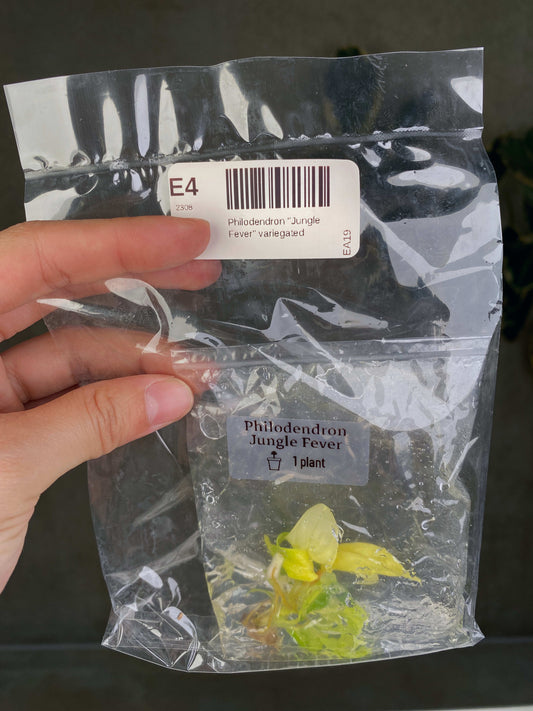 E4
2308
Philodendron "Jungle
Fever" variegated
EA19
Philodendron
Jungle Fever
1 plant